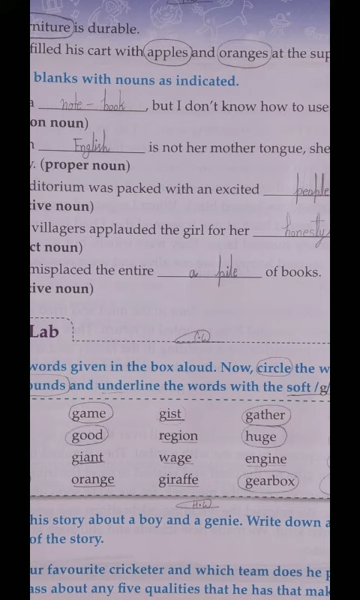 niture is durable.
filled his cart with apples and oranges at the sup
blanks with nouns as indicated.
a note-book, but I don't know how to use
on noun)
n English is not her mother tongue, she
. (proper noun)
ditorium was packed with an excited people
tive noun)
villagers applauded the girl for her honesty
ct noun)
misplaced the entire a pile of books.
tive noun)
Lab
words given in the box aloud. Now, circle the w
ounds and underline the words with the soft /g/
game gist gather
good region huge
giant wage engine
orange giraffe gearbox
H.W
his story about a boy and a genie. Write down a
of the story.
ur favourite cricketer and which team does he p
ass about any five qualities that he has that mak